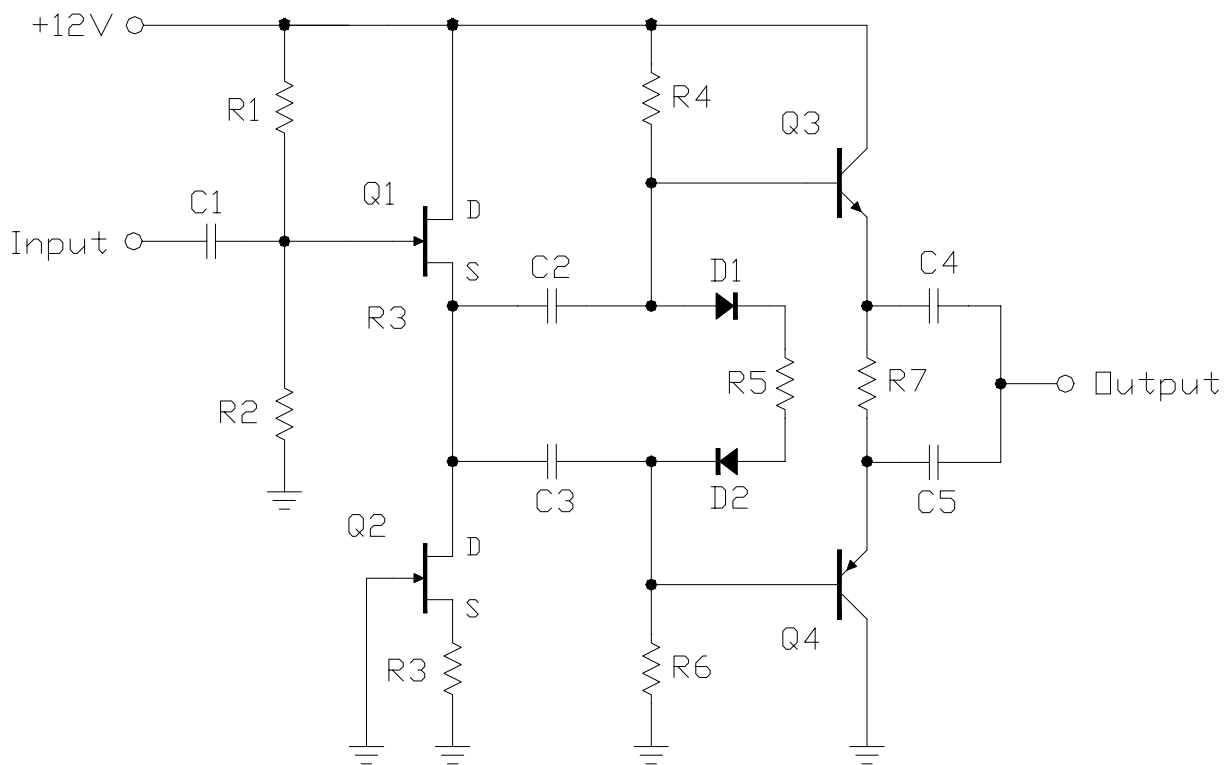 +12V
R1
R4
Q3
Q1
D
C1
Input
S
C2
D1
C4
R3
R5
R7
Output
R2
C3
D2
C5
Q2
D
S
Q4
R3
R6